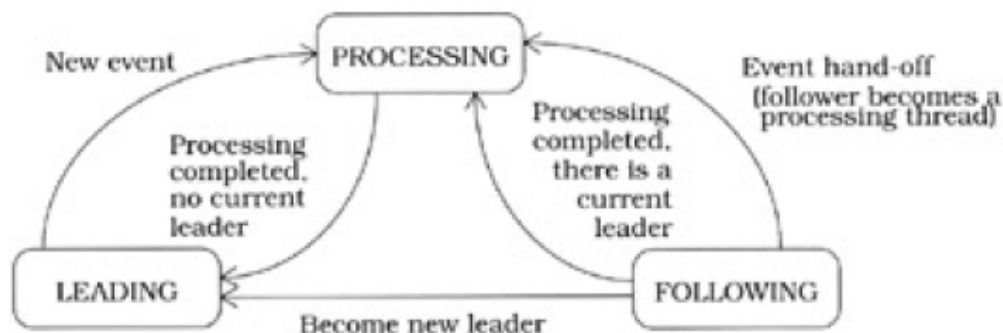 New event
PROCESSING
Event hand-off
(follower becomes a
processing thread)
Processing
completed,
no current
leader
Processing
completed,
there is a
current
leader
LEADING
FOLLOWING
Become new leader